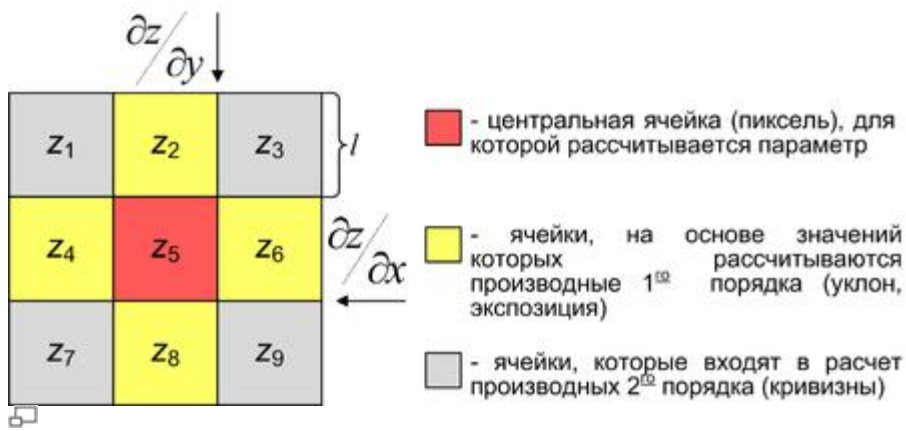 ∂z/∂y
z1 z2 z3
l
z4 z5 z6
∂z/∂x
z7 z8 z9
- центральная ячейка (пиксель), для
которой рассчитывается параметр
- ячейки, на основе значений
которых рассчитываются
производные 1го порядка (уклон,
экспозиция)
- ячейки, которые входят в расчет
производных 2го порядка (кривизны)